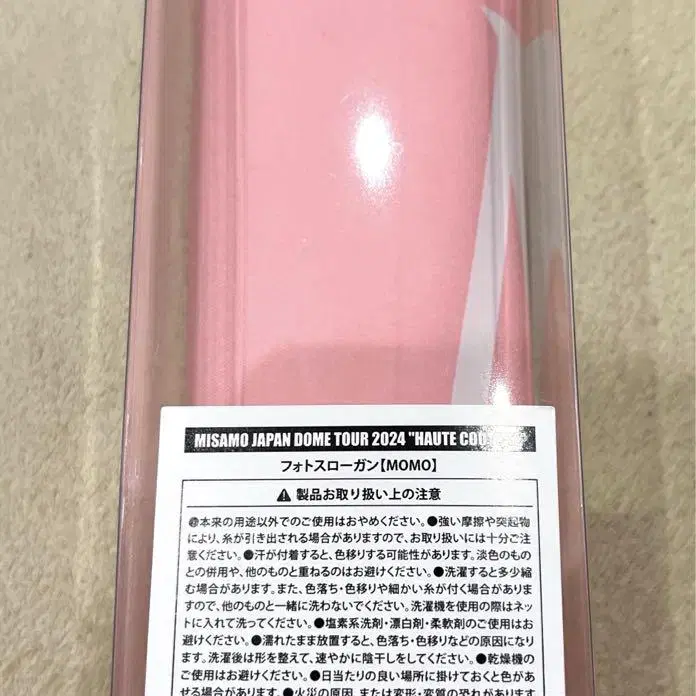 MISAMO JAPAN DOME TOUR 2024 "HAUTE
フォトスローガン【MOMO】
⚠ 製品お取り扱い上の注意
●本来の用途以外でのご使用はおやめください。●強い摩擦や突起物
により、糸が引き出される場合がありますので、お取り扱いには十分ご注
意ください。●汗が付着すると、色移りする可能性があります。淡色のもの
との併用や、他のものと重ねるのはお避けください。●洗濯すると多少縮
む場合があります。また、色落ち・色移りや細かい糸が付く場合がありま
すので、他のものと一緒に洗わないでください。洗濯機を使用の際はネッ
トに入れて洗ってください。●塩素系洗剤・漂白剤・柔軟剤のご使用はお
避けください。●濡れたまま放置すると、色落ち・色移りなどの原因になり
ます。洗濯後は形を整えて、速やかに陰干しをしてください。●乾燥機の
ご使用はお避けください。●日当たりの良い場所に掛けておくと色があ
せる場合があります。●火災の原因、または変形・変質の恐れがあります